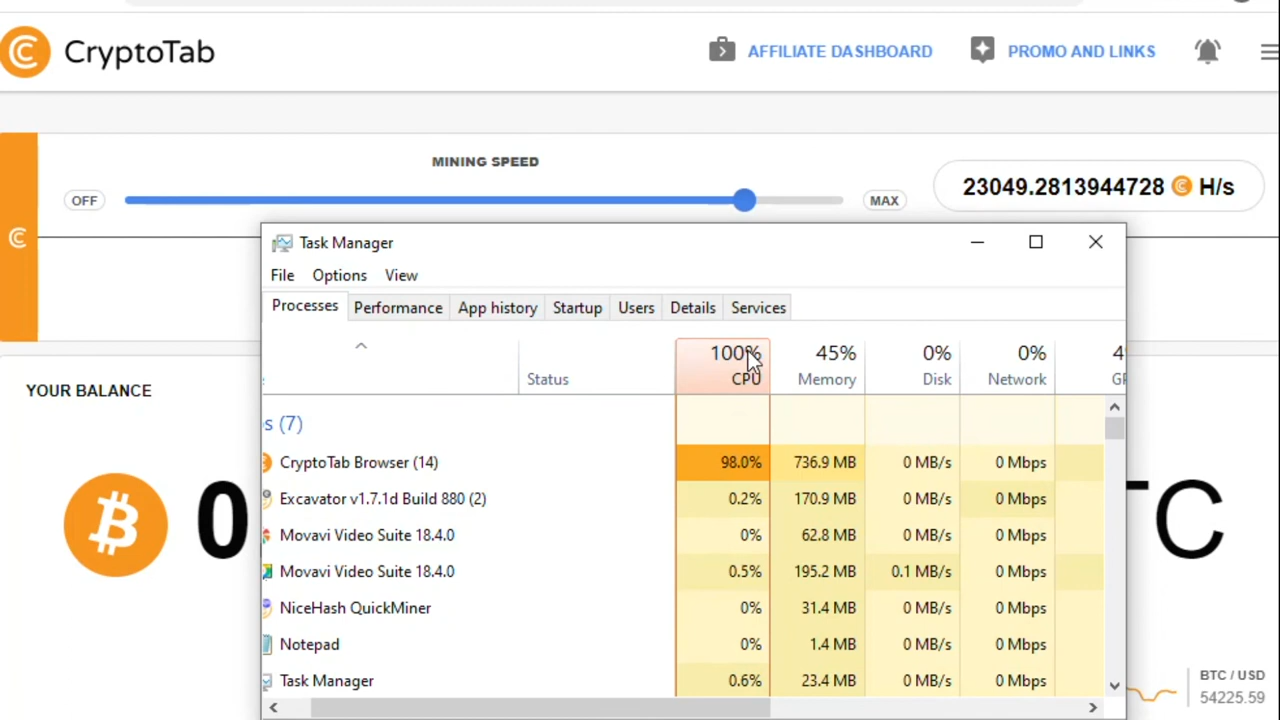 CryptoTab
AFFILIATE DASHBOARD
PROMO AND LINKS
MINING SPEED
OFF
MAX
23049.2813944728 H/s
Task Manager
File Options View
Processes Performance App history Startup Users Details Services
100% 45% 0% 0%
Status CPU Memory Disk Network
YOUR BALANCE
(7)
CryptoTab Browser (14) 98.0% 736.9 MB 0 MB/s 0 Mbps
Excavator v1.7.1d Build 880 (2) 0.2% 170.9 MB 0 MB/s 0 Mbps
Movavi Video Suite 18.4.0 0% 62.8 MB 0 MB/s 0 Mbps
Movavi Video Suite 18.4.0 0.5% 195.2 MB 0.1 MB/s 0 Mbps
NiceHash QuickMiner 0% 31.4 MB 0 MB/s 0 Mbps
Notepad 0% 1.4 MB 0 MB/s 0 Mbps
Task Manager 0.6% 23.4 MB 0 MB/s 0 Mbps
0
BTC / USD
54225.59